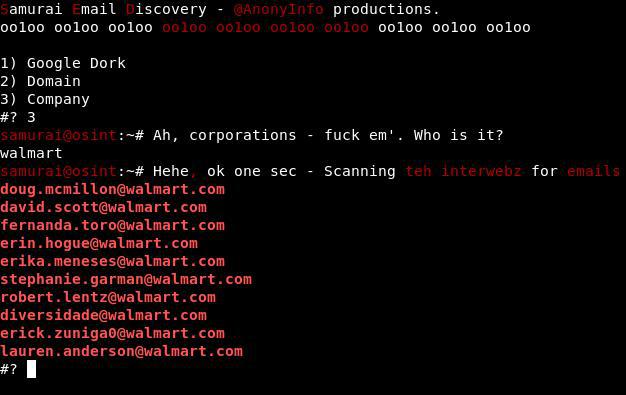 Samurai Email Discovery - @AnonyInfo productions.
oo1oo oo1oo oo1oo oo1oo oo1oo oo1oo oo1oo oo1oo oo1oo oo1oo
1) Google Dork
2) Domain
3) Company
#? 3
samurai@osint:~# Ah, corporations - fuck em'. Who is it?
walmart
samurai@osint:~# Hehe, ok one sec - Scanning teh interwebz for emails
doug.mcmillon@walmart.com
david.scott@walmart.com
fernanda.toro@walmart.com
erin.hogue@walmart.com
erika.meneses@walmart.com
stephanie.garman@walmart.com
robert.lentz@walmart.com
diversidade@walmart.com
erick.zuniga0@walmart.com
lauren.anderson@walmart.com
#?